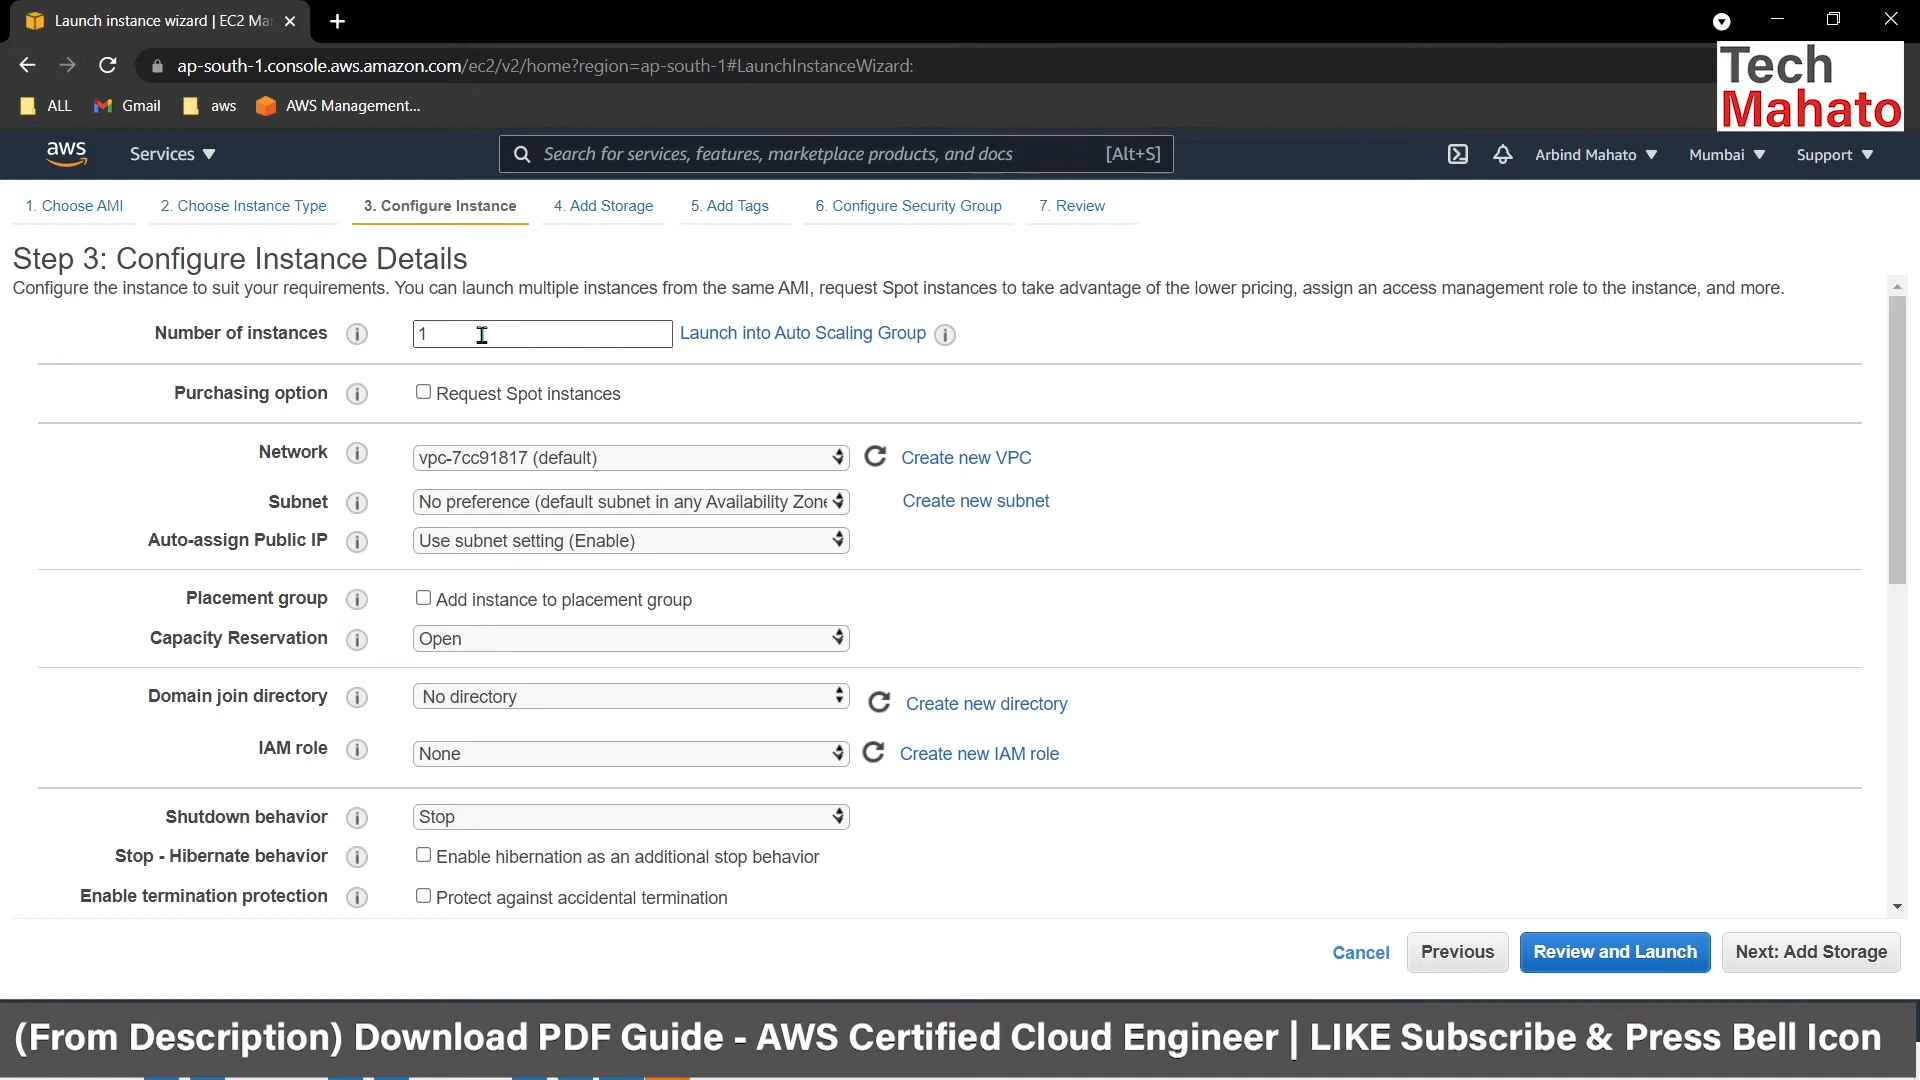 Launch instance wizard | EC2 Ma
ap-south-1.console.aws.amazon.com/ec2/v2/home?region=ap-south-1#LaunchInstanceWizard:
Tech
Mahato
ALL Gmail aws AWS Management...
aws Services Search for services, features, marketplace products, and docs [Alt+S] Arbind Mahato Mumbai Support
1. Choose AMI 2. Choose Instance Type 3. Configure Instance 4. Add Storage 5. Add Tags 6. Configure Security Group 7. Review
Step 3: Configure Instance Details
Configure the instance to suit your requirements. You can launch multiple instances from the same AMI, request Spot instances to take advantage of the lower pricing, assign an access management role to the instance, and more.
Number of instances i 1 Launch into Auto Scaling Group i
Purchasing option i Request Spot instances
Network i vpc-7cc91817 (default) Create new VPC
Subnet i No preference (default subnet in any Availability Zone Create new subnet
Auto-assign Public IP i Use subnet setting (Enable)
Placement group i Add instance to placement group
Capacity Reservation i Open
Domain join directory i No directory Create new directory
IAM role i None Create new IAM role
Shutdown behavior i Stop
Stop - Hibernate behavior i Enable hibernation as an additional stop behavior
Enable termination protection i Protect against accidental termination
Cancel Previous Review and Launch Next: Add Storage
(From Description) Download PDF Guide - AWS Certified Cloud Engineer | LIKE Subscribe & Press Bell Icon